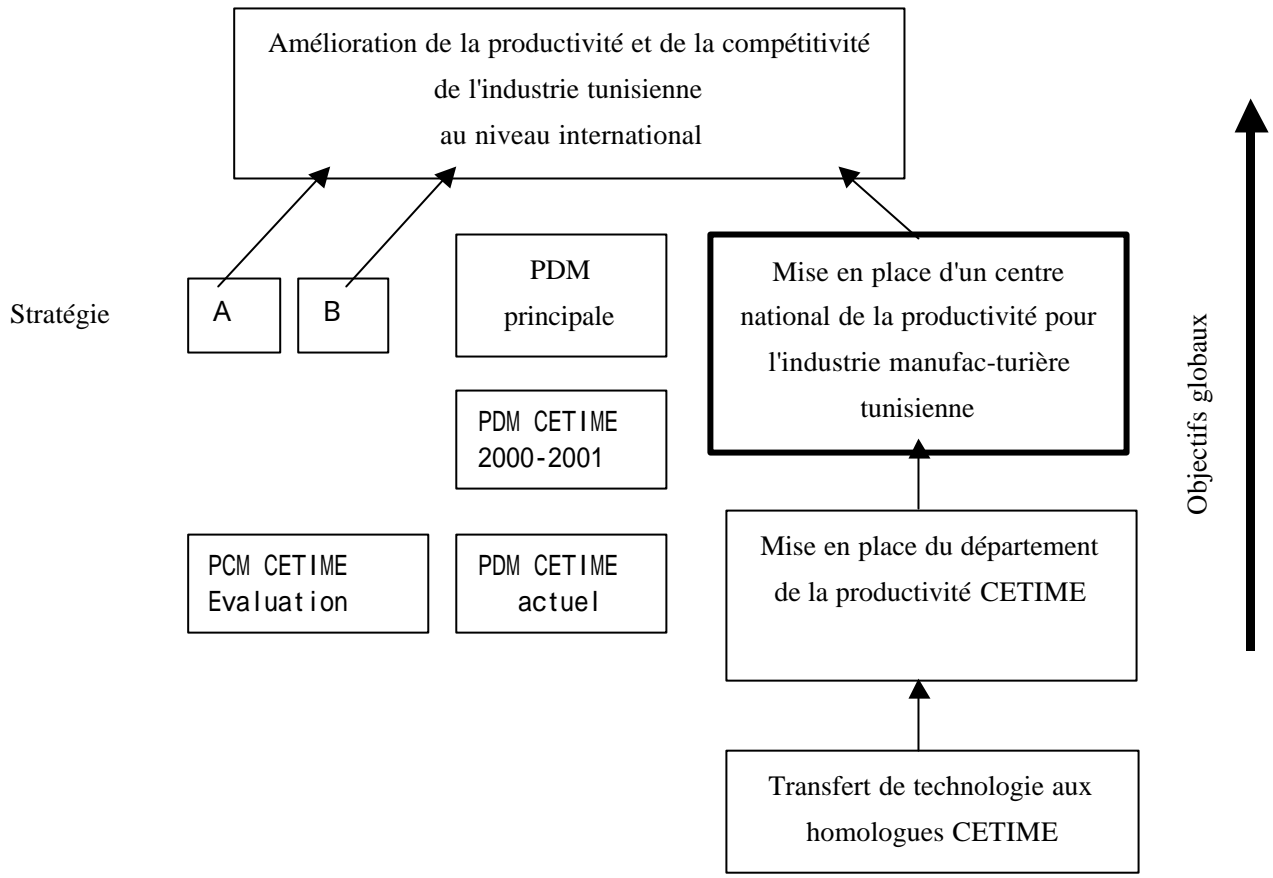 Amélioration de la productivité et de la compétitivité
de l'industrie tunisienne
au niveau international
Stratégie
A
B
PDM
principale
Mise en place d'un centre
national de la productivité pour
l'industrie manufac-turière
tunisienne
PDM CETIME
2000-2001
Objectifs globaux
PCM CETIME
Evaluation
PDM CETIME
actuel
Mise en place du département
de la productivité CETIME
Transfert de technologie aux
homologues CETIME